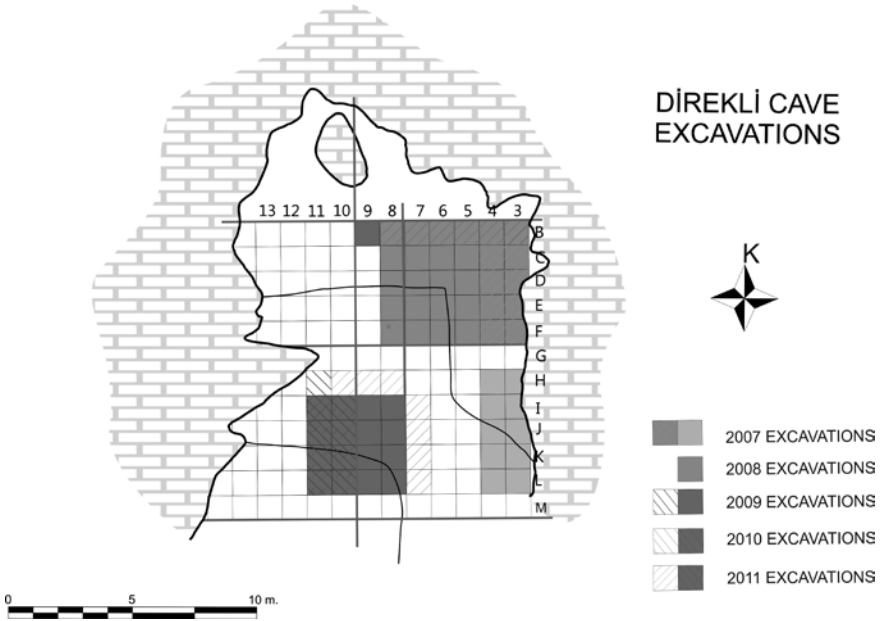 DİREKLİ CAVE
EXCAVATIONS
13 12 11 10 9 8 7 6 5 4 3
B
C
D
E
F
G
H
I
J
K
L
M
K
2007 EXCAVATIONS
2008 EXCAVATIONS
2009 EXCAVATIONS
2010 EXCAVATIONS
2011 EXCAVATIONS
0 5 10 m.